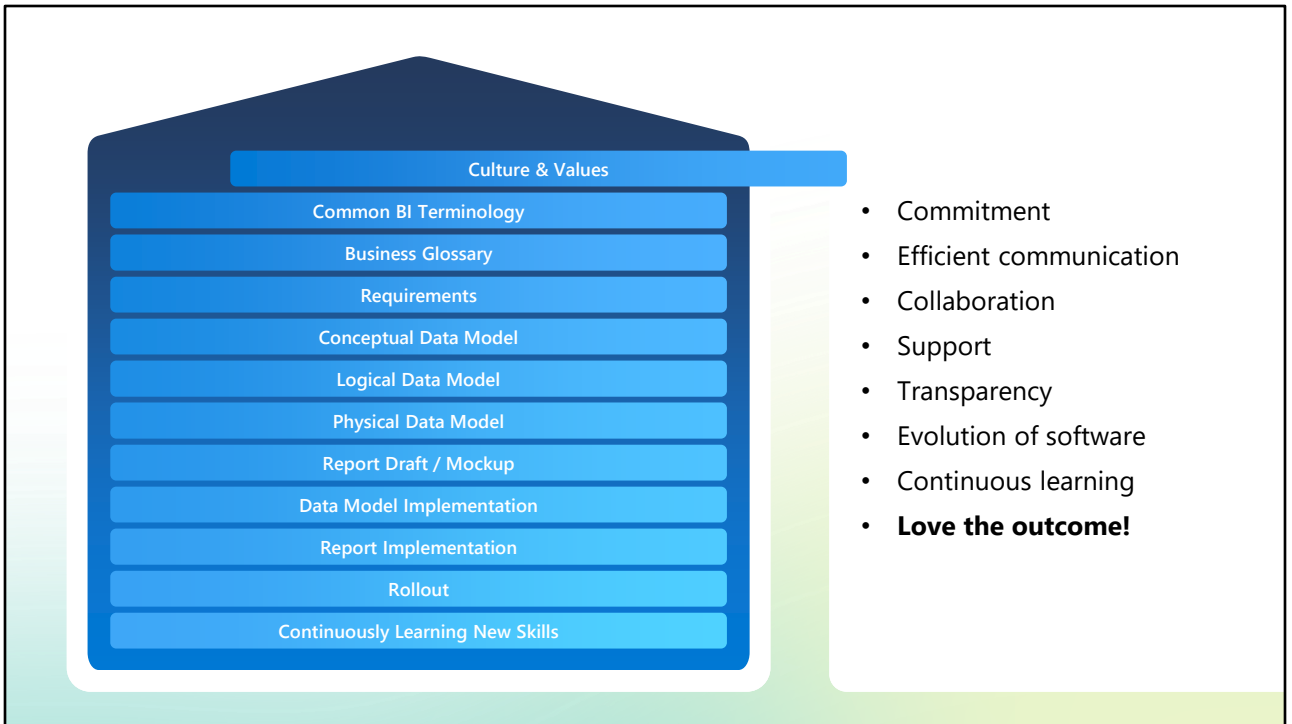 Culture & Values
Common BI Terminology
Business Glossary
Requirements
Conceptual Data Model
Logical Data Model
Physical Data Model
Report Draft / Mockup
Data Model Implementation
Report Implementation
Rollout
Continuously Learning New Skills
• Commitment
• Efficient communication
• Collaboration
• Support
• Transparency
• Evolution of software
• Continuous learning
• Love the outcome!